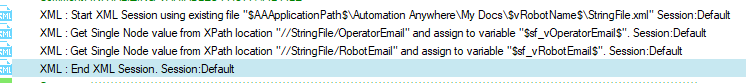 XML : Start XML Session using existing file "$AAApplicationPath$\Automation Anywhere\My Docs\$vRobotName$\StringFile.xml" Session:Default
XML : Get Single Node value from XPath location "//StringFile/OperatorEmail" and assign to variable "$sf_vOperatorEmail$". Session:Default
XML : Get Single Node value from XPath location "//StringFile/RobotEmail" and assign to variable "$sf_vRobotEmail$". Session:Default
XML : End XML Session. Session:Default